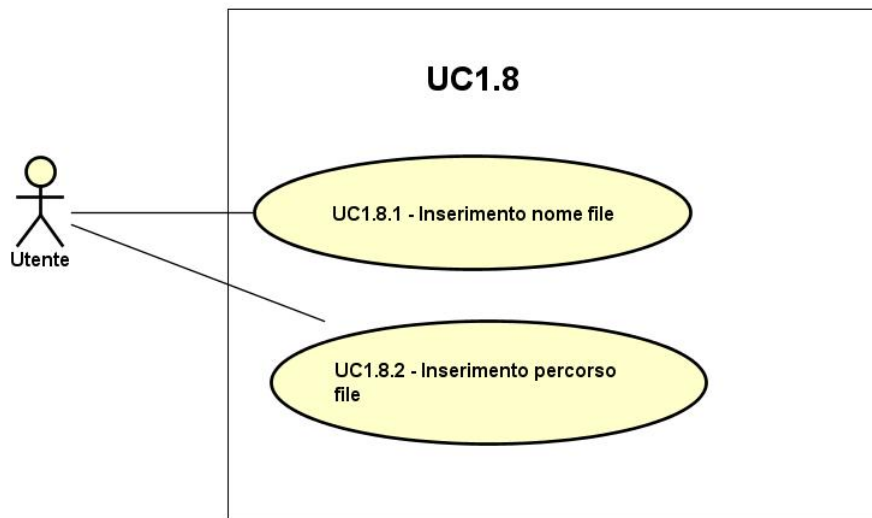 UC1.8
UC1.8.1 - Inserimento nome file
Utente
UC1.8.2 - Inserimento percorso
file